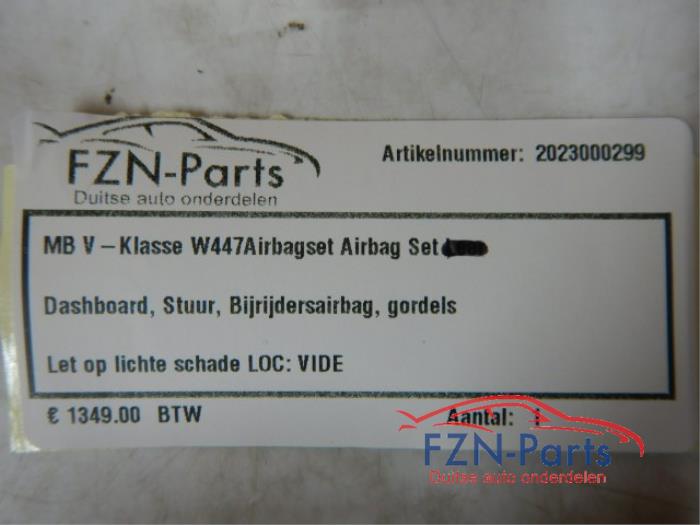 FZN-Parts
Duitse auto onderdelen
Artikelnummer: 2023000299
MB V – Klasse W447Airbagset Airbag Set
Dashboard, Stuur, Bijrijdersairbag, gordels
Let op lichte schade LOC: VIDE
€ 1349.00 BTW
Aantal: 1
FZN-Parts
Duitse auto onderdelen